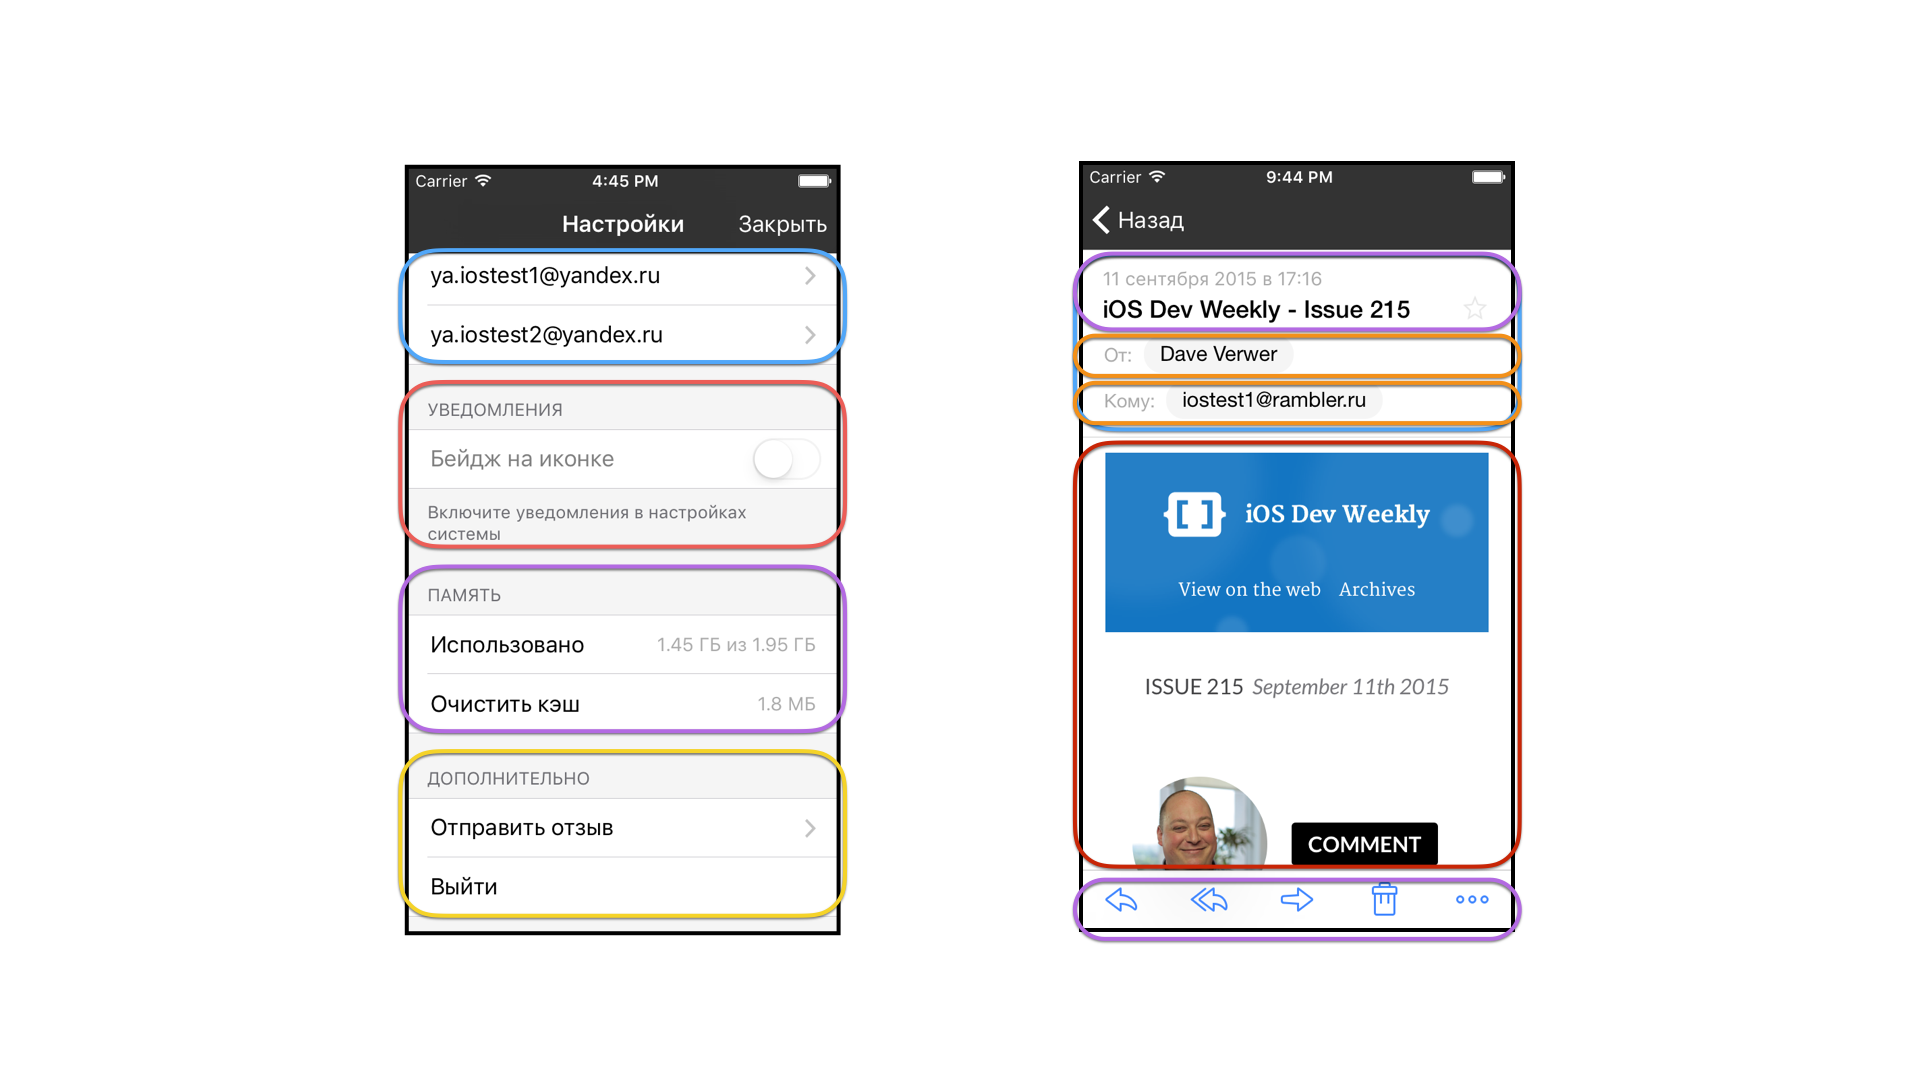 Carrier 4:45 PM
Настройки Закрыть
ya.iostest1@yandex.ru
ya.iostest2@yandex.ru
УВЕДОМЛЕНИЯ
Бейдж на иконке
Включите уведомления в настройках
системы
ПАМЯТЬ
Использовано 1.45 ГБ из 1.95 ГБ
Очистить кэш 1.8 МБ
ДОПОЛНИТЕЛЬНО
Отправить отзыв
Выйти
Carrier 9:44 PM
Назад
11 сентября 2015 в 17:16
iOS Dev Weekly - Issue 215
От: Dave Verwer
Кому: iostest1@rambler.ru
iOS Dev Weekly
View on the web Archives
ISSUE 215 September 11th 2015
COMMENT